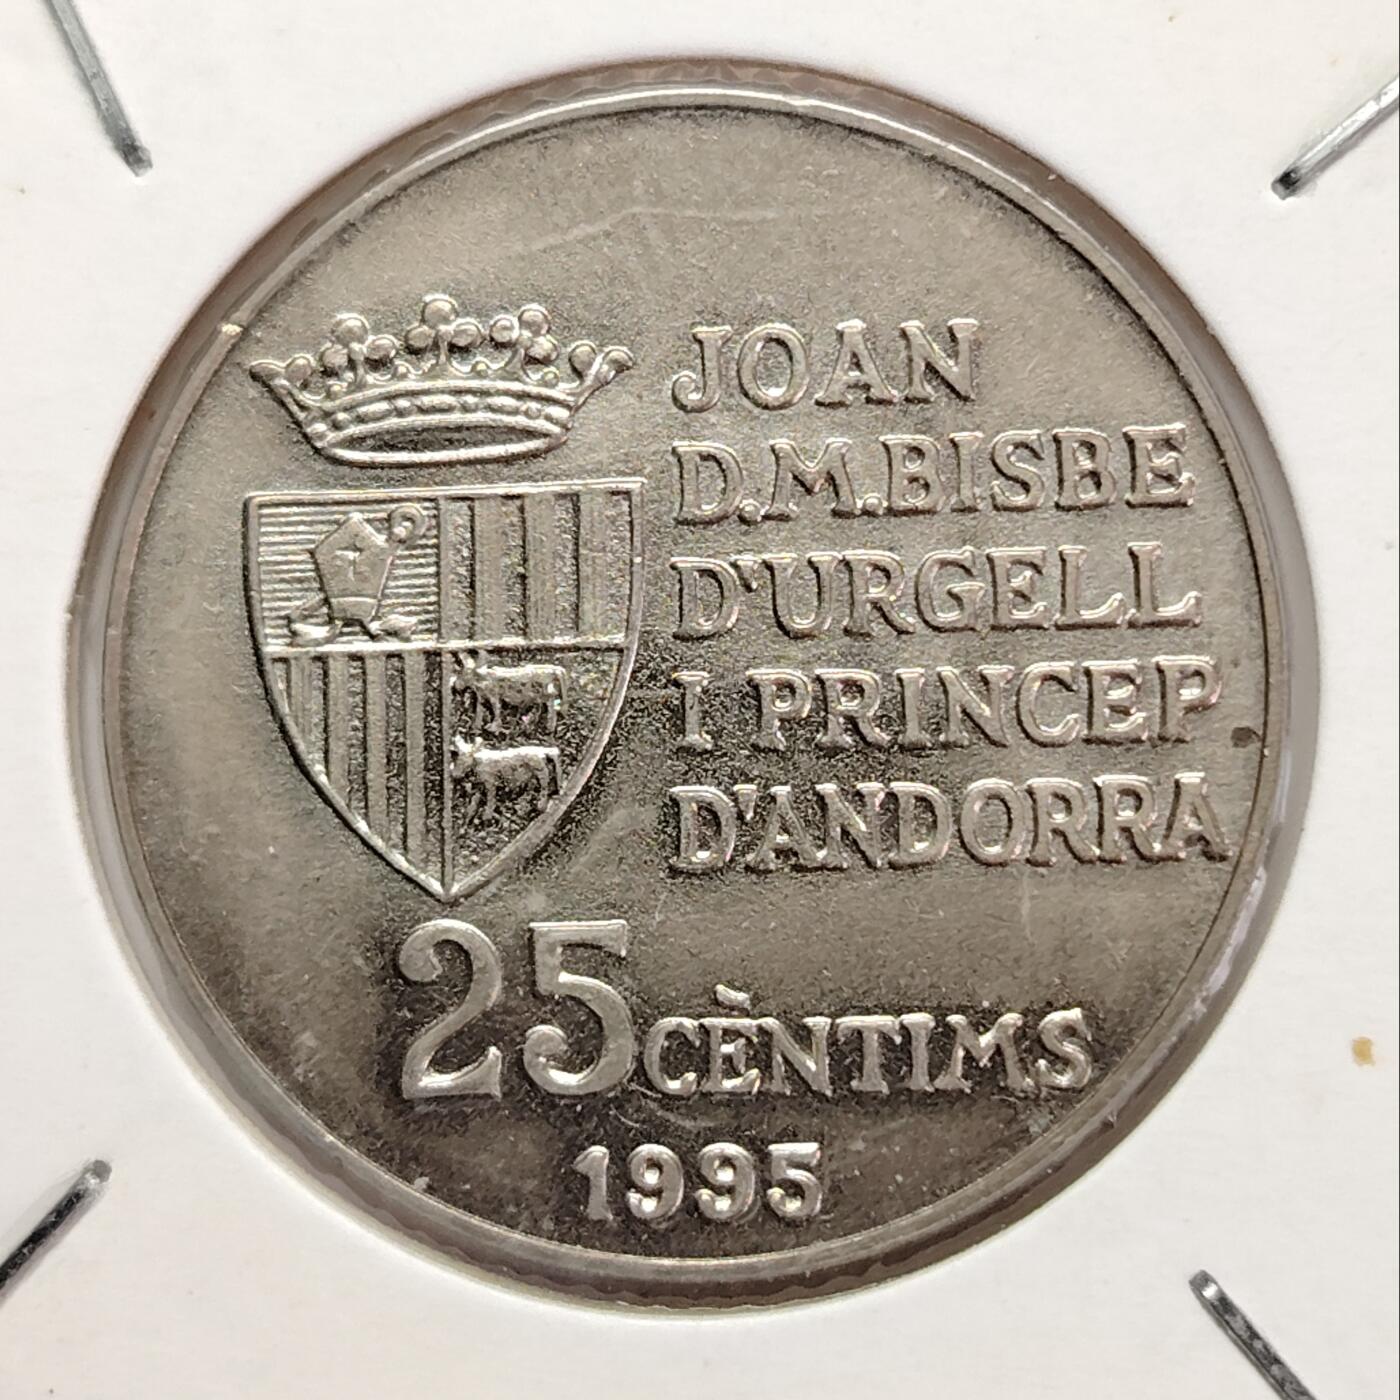 JOAN
D.M.BISBE
D'URGELL
I PRINCEP
D'ANDORRA
25 CÈNTIMS
1995